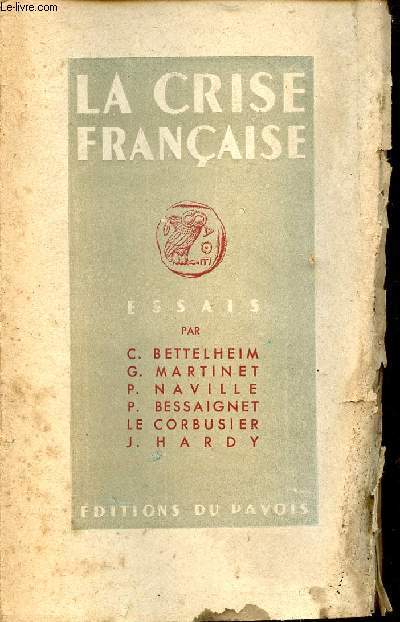 © Le-livre.com
LA CRISE
FRANÇAISE
ESSAIS
PAR
C. BETTELHEIM
G. MARTINET
P. NAVILLE
P. BESSAIGNET
LE CORBUSIER
J. HARDY
ÉDITIONS DU PAVOIS